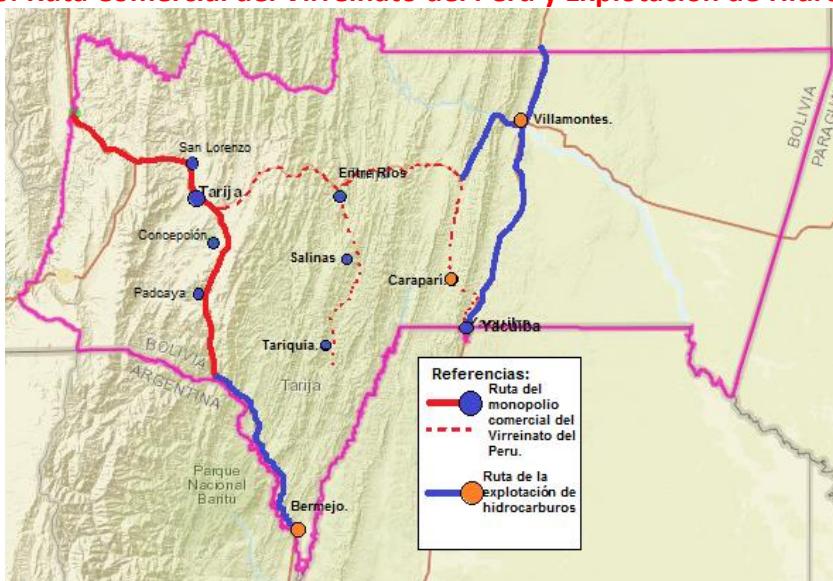 Ruta Comercial del Virreinato del Perú y Explotación de
Villamontes.
BOLIVIA
PARAGU
San Lorenzo
Entre Ríos
Tarija
Concepción
Salinas
Caraparí
Padcaya
Yacuiba
Tariquia.
BOLIVIA
ARGENTINA
Tarija
Referencias:
Ruta del
monopolio
comercial del
Virreinato del
Peru.
Ruta de la
explotación de
hidrocarburos
Parque
Nacional
Baritu
Bermejo.